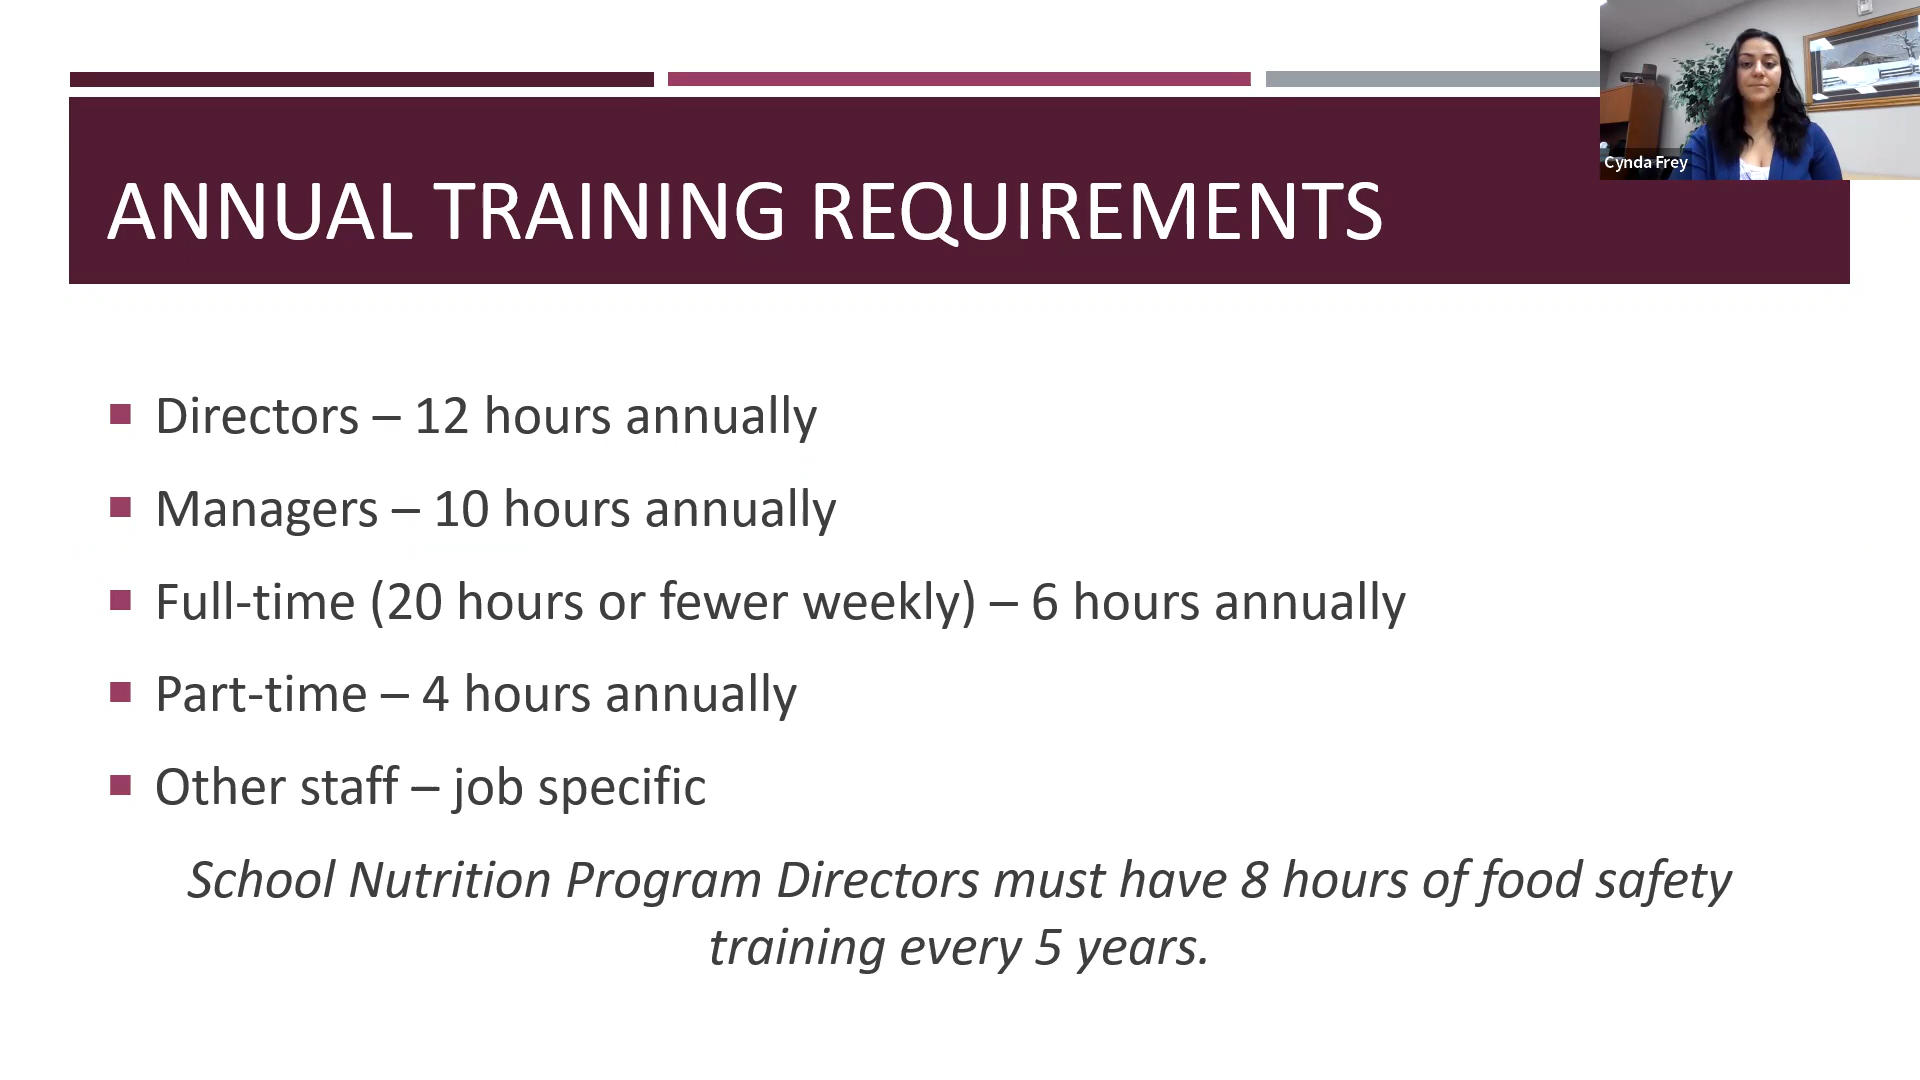 Cynda Frey
ANNUAL TRAINING REQUIREMENTS
Directors – 12 hours annually
Managers – 10 hours annually
Full-time (20 hours or fewer weekly) – 6 hours annually
Part-time – 4 hours annually
Other staff – job specific
School Nutrition Program Directors must have 8 hours of food safety
training every 5 years.